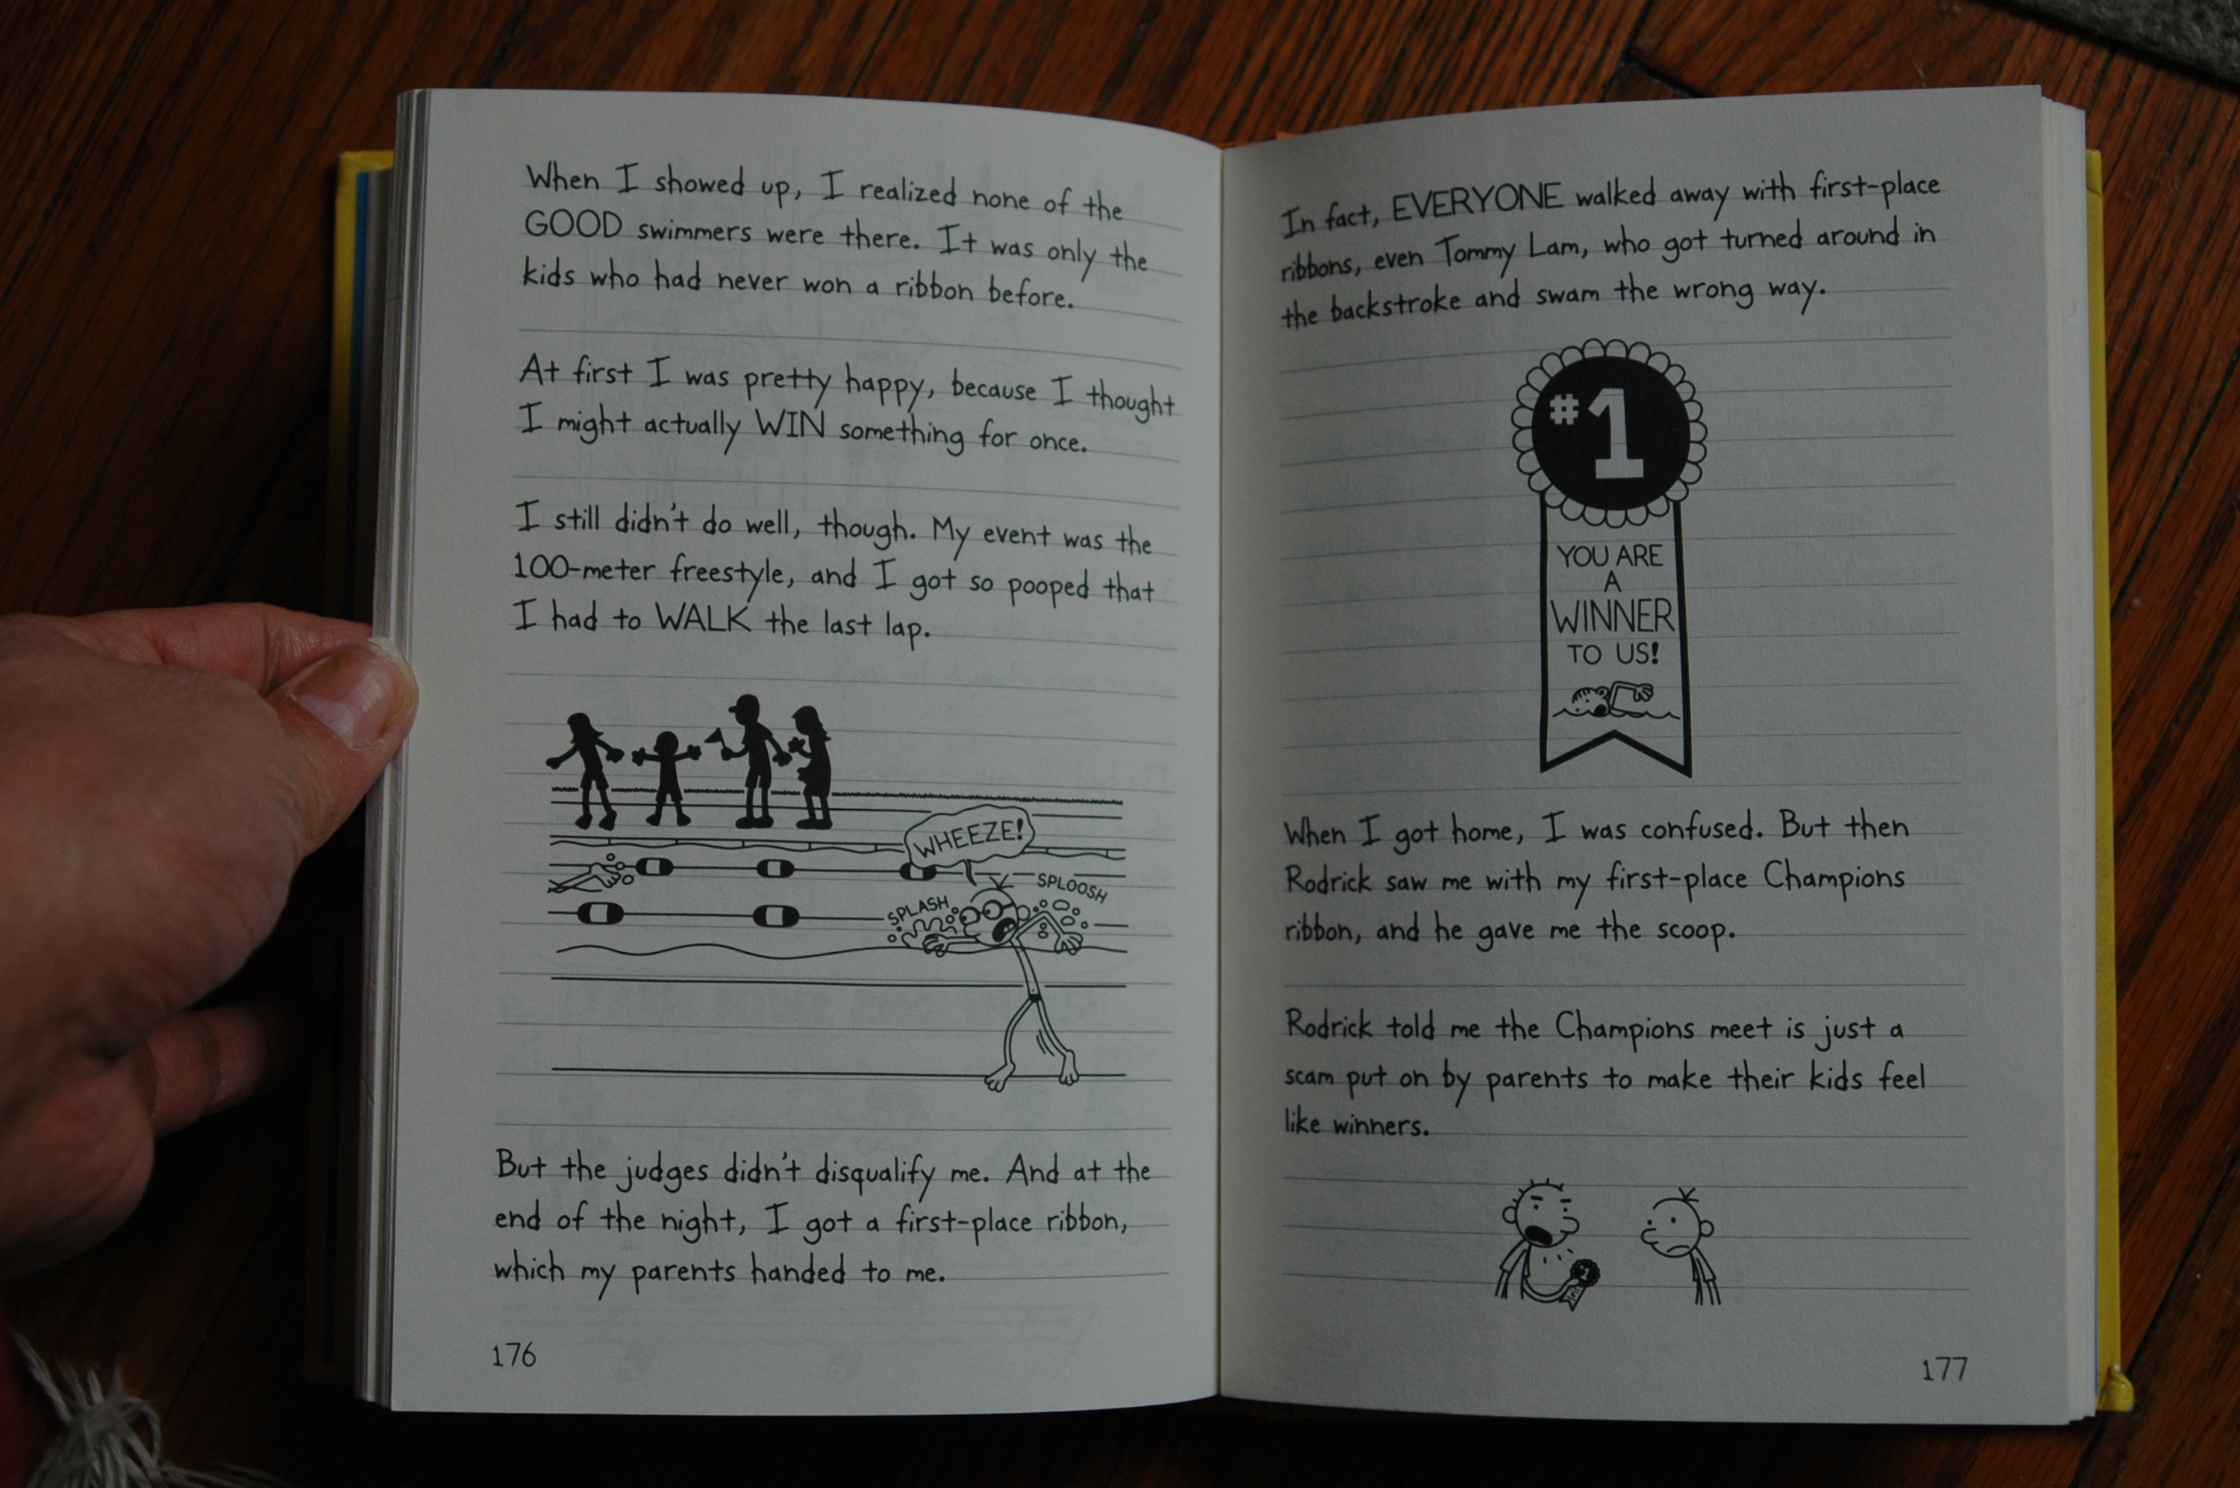 When I showed up, I realized none of the
GOOD swimmers were there. It was only the
kids who had never won a ribbon before.
At first I was pretty happy, because I thought
I might actually WIN something for once.
I still didn't do well, though. My event was the
100-meter freestyle, and I got so pooped that
I had to WALK the last lap.
WHEEZE!
SPLASH
SPLOOSH
But the judges didn't disqualify me. And at the
end of the night, I got a first-place ribbon,
which my parents handed to me.
176
In fact, EVERYONE walked away with first-place
ribbons, even Tommy Lam, who got turned around in
the backstroke and swam the wrong way.
#1
YOU ARE
A
WINNER
TO US!
When I got home, I was confused. But then
Rodrick saw me with my first-place Champions
ribbon, and he gave me the scoop.
Rodrick told me the Champions meet is just a
scam put on by parents to make their kids feel
like winners.
177